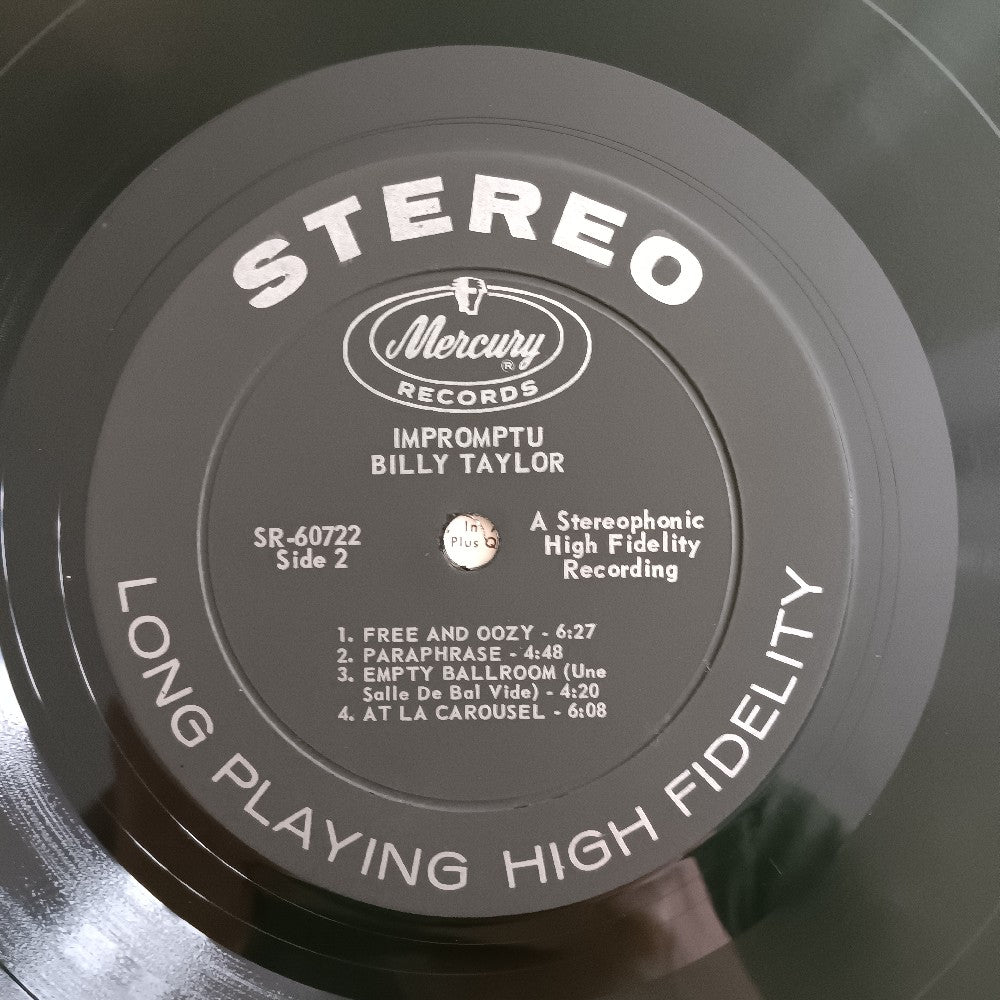 STEREO
Mercury
®
RECORDS
IMPROMPTU
BILLY TAYLOR
SR-60722
Side 2
In
Plus
A Stereophonic
High Fidelity
Recording
1. FREE AND OOZY - 6:27
2. PARAPHRASE - 4:48
3. EMPTY BALLROOM (Une
Salle De Bal Vide) - 4:20
4. AT LA CAROUSEL - 6:08
LONG PLAYING HIGH FIDELITY